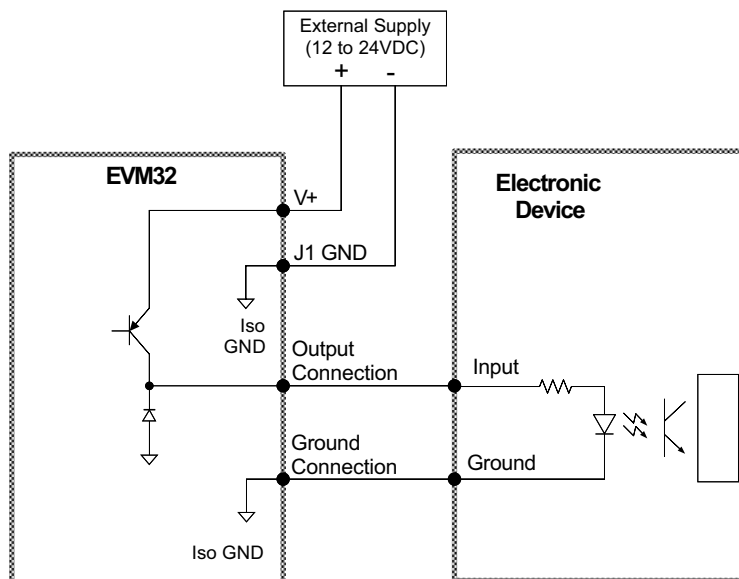 External Supply
(12 to 24VDC)
+ -
EVM32
Electronic
Device
V+
J1 GND
Iso
GND
Output
Connection
Input
Ground
Connection
Ground
Iso GND